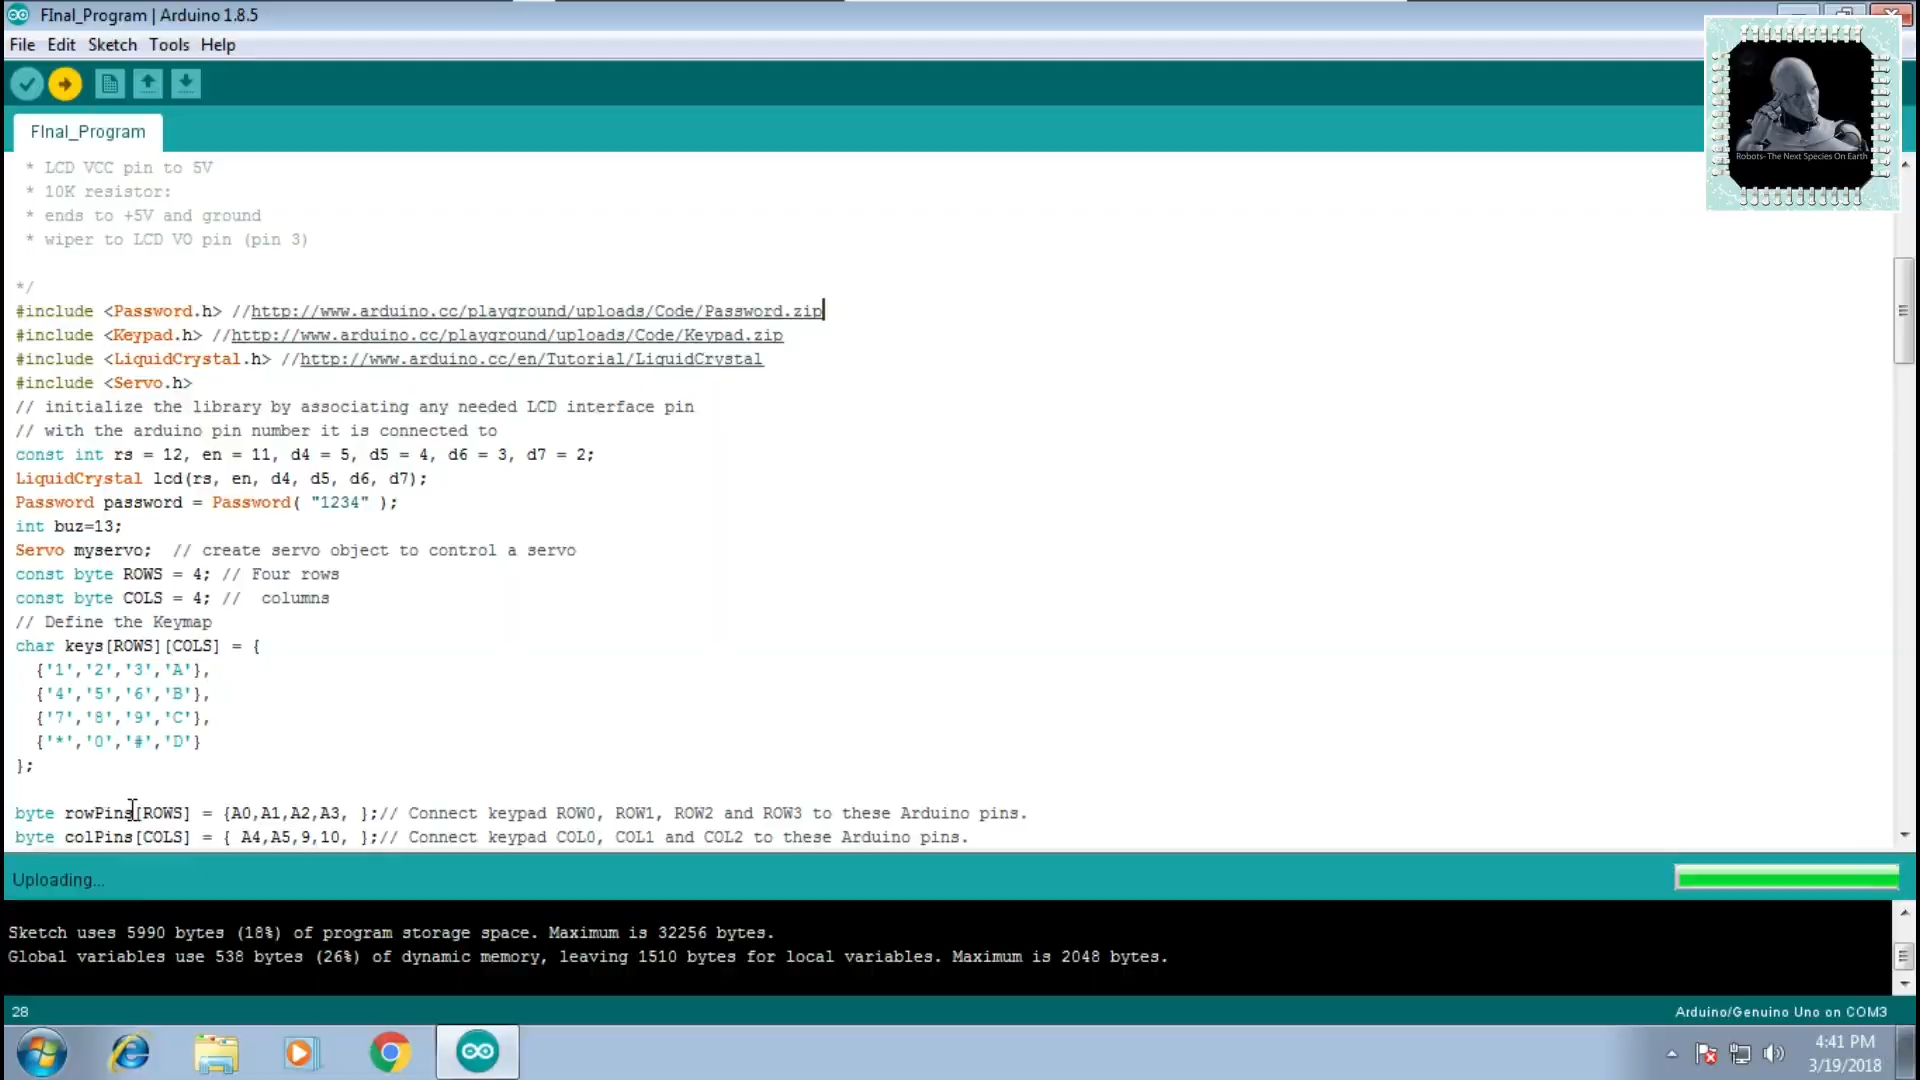 FInal_Program | Arduino 1.8.5
File Edit Sketch Tools Help
FInal_Program
* LCD VCC pin to 5V
* 10K resistor:
* ends to +5V and ground
* wiper to LCD VO pin (pin 3)
*/
#include <Password.h> //http://www.arduino.cc/playground/uploads/Code/Password.zip
#include <Keypad.h> //http://www.arduino.cc/playground/uploads/Code/Keypad.zip
#include <LiquidCrystal.h> //http://www.arduino.cc/en/Tutorial/LiquidCrystal
#include <Servo.h>
// initialize the library by associating any needed LCD interface pin
// with the arduino pin number it is connected to
const int rs = 12, en = 11, d4 = 5, d5 = 4, d6 = 3, d7 = 2;
LiquidCrystal lcd(rs, en, d4, d5, d6, d7);
Password password = Password( "1234" );
int buz=13;
Servo myservo;  // create servo object to control a servo
const byte ROWS = 4; // Four rows
const byte COLS = 4; //  columns
// Define the Keymap
char keys[ROWS][COLS] = {
{'1','2','3','A'},
{'4','5','6','B'},
{'7','8','9','C'},
{'*','0','#','D'}
};
byte rowPins[ROWS] = {A0,A1,A2,A3, };// Connect keypad ROW0, ROW1, ROW2 and ROW3 to these Arduino pins.
byte colPins[COLS] = { A4,A5,9,10, };// Connect keypad COL0, COL1 and COL2 to these Arduino pins.
Uploading...
Sketch uses 5990 bytes (18%) of program storage space. Maximum is 32256 bytes.
Global variables use 538 bytes (26%) of dynamic memory, leaving 1510 bytes for local variables. Maximum is 2048 bytes.
28
Arduino/Genuino Uno on COM3
4:41 PM
3/19/2018
Robots- The Next Species On Earth